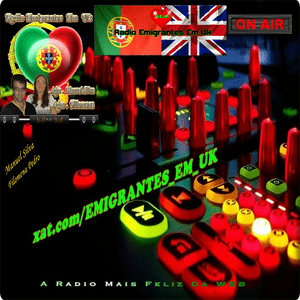 Radio Emigrantes Em Uk
Radio Emigrantes Em Uk
ON AIR
Manuel Silva
Filomena Pedro
xat.com/EMIGRANTES_EM_UK
A Radio Mais Feliz Da Web